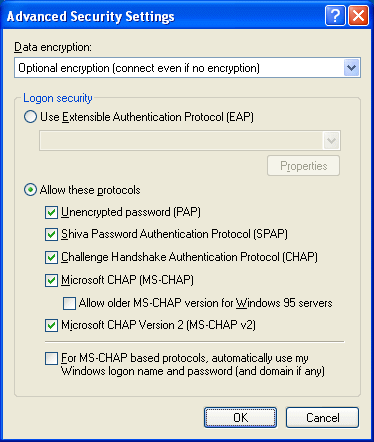 Advanced Security Settings
Data encryption:
Optional encryption (connect even if no encryption)
Logon security
Use Extensible Authentication Protocol (EAP)
Properties
Allow these protocols
Unencrypted password (PAP)
Shiva Password Authentication Protocol (SPAP)
Challenge Handshake Authentication Protocol (CHAP)
Microsoft CHAP (MS-CHAP)
Allow older MS-CHAP version for Windows 95 servers
Microsoft CHAP Version 2 (MS-CHAP v2)
For MS-CHAP based protocols, automatically use my
Windows logon name and password (and domain if any)
OK Cancel